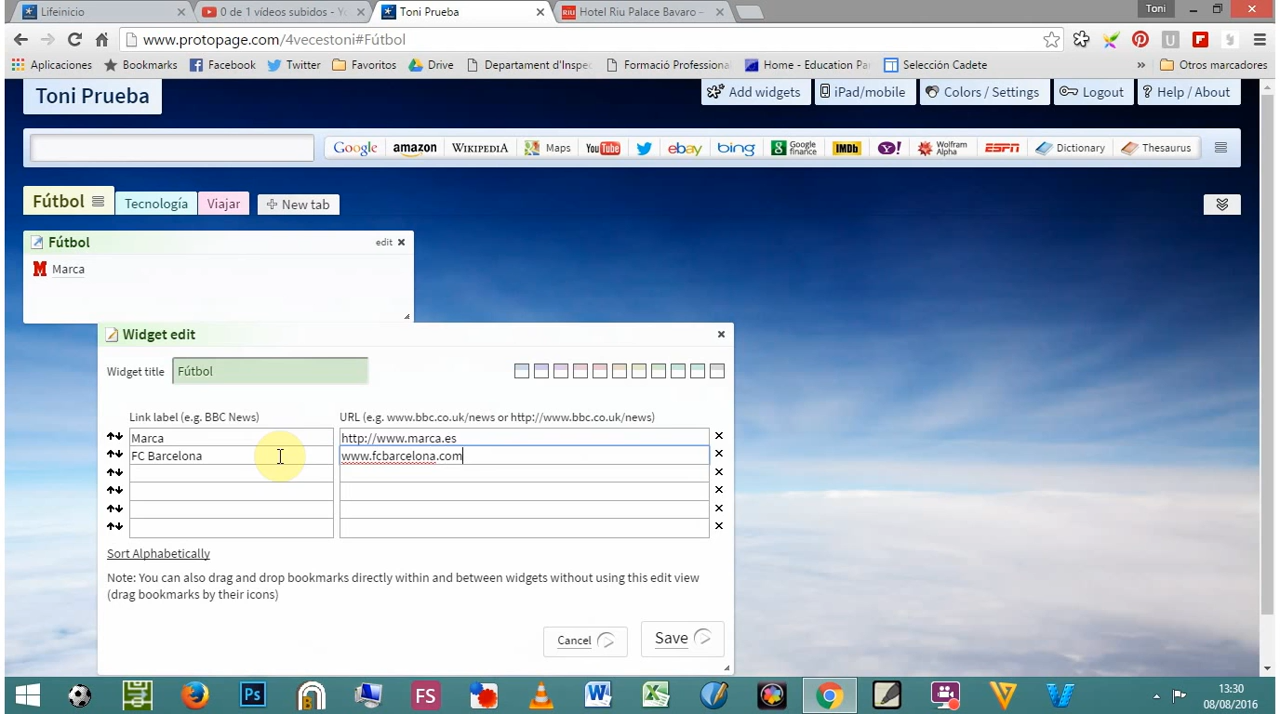 Lifeinicio
0 de 1 vídeos subidos - Yo
Toni Prueba
Hotel Riu Palace Bavaro –
Toni
www.protopage.com/4vecestoni#Fútbol
Aplicaciones
Bookmarks
Facebook
Twitter
Favoritos
Drive
Departament d'Inspe
Formació Professiona
Home - Education Pa
Selección Cadete
»
Otros marcadores
Toni Prueba
Add widgets
iPad/mobile
Colors / Settings
Logout
? Help / About
Google
amazon
WIKIPEDIA
Maps
YouTube
ebay
bing
Google finance
IMDb
Y!
Wolfram Alpha
ESPN
Dictionary
Thesaurus
Fútbol
Tecnología
Viajar
New tab
Fútbol
edit
M Marca
Widget edit
Widget title
Fútbol
Link label (e.g. BBC News)
URL (e.g. www.bbc.co.uk/news or http://www.bbc.co.uk/news)
Marca
http://www.marca.es
FC Barcelona
www.fcbarcelona.com
Sort Alphabetically
Note: You can also drag and drop bookmarks directly within and between widgets without using this edit view
(drag bookmarks by their icons)
Cancel
Save
Ps
FS
13:30
08/08/2016